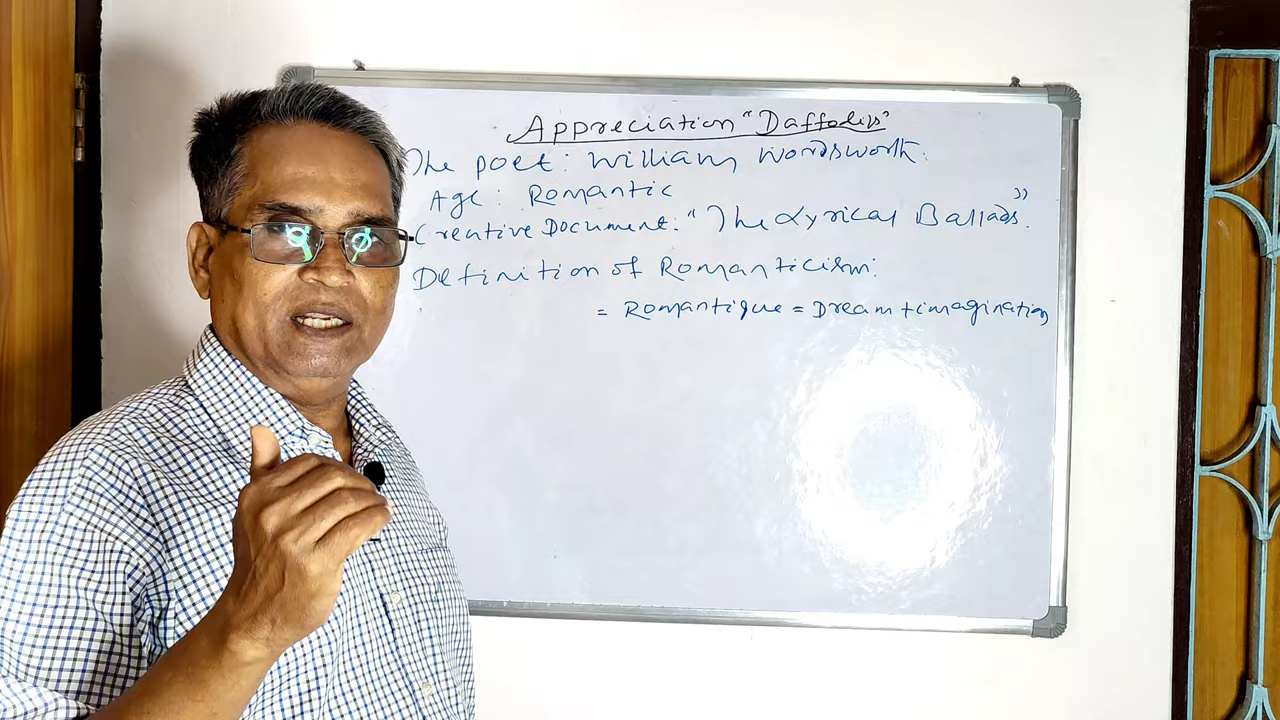 Appreciation "Daffodils"
The poet: William Wordsworth.
Age: Romantic
Creative Document: "The Lyrical Ballads".
Definition of Romanticism:
= Romantique = Dream + imagination